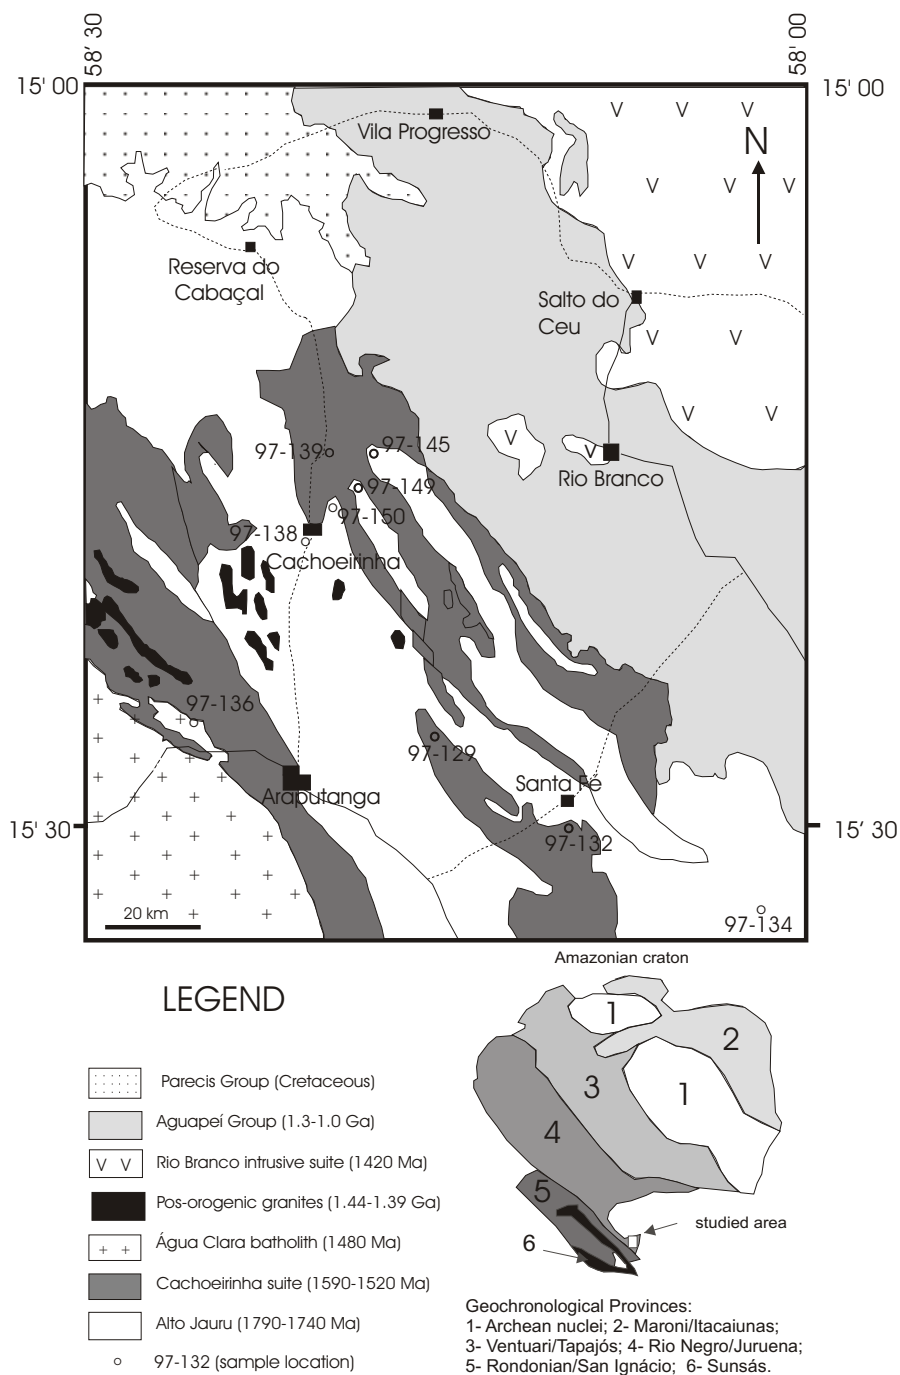 58' 30
58' 00
15' 00
15' 00
Vila Progresso
N
Reserva do
Cabaçal
Salto do
Ceu
97-139
97-145
97-149
97-150
97-138
Rio Branco
Cachoeirinha
97-136
97-129
Santa Fé
Araputanga
15' 30
15' 30
97-132
20 km
97-134
V V V
V V V
V V V
V V
V V
V
V
Amazonian craton
LEGEND
1
2
3
1
4
5
6
studied area
Parecis Group (Cretaceous)
Aguapeí Group (1.3-1.0 Ga)
V V Rio Branco intrusive suite (1420 Ma)
Pos-orogenic granites (1.44-1.39 Ga)
+ + Água Clara batholith (1480 Ma)
Cachoeirinha suite (1590-1520 Ma)
Alto Jauru (1790-1740 Ma)
97-132 (sample location)
Geochronological Provinces:
1- Archean nuclei; 2- Maroni/Itacaiunas;
3- Ventuari/Tapajós; 4- Rio Negro/Juruena;
5- Rondonian/San Ignácio; 6- Sunsás.